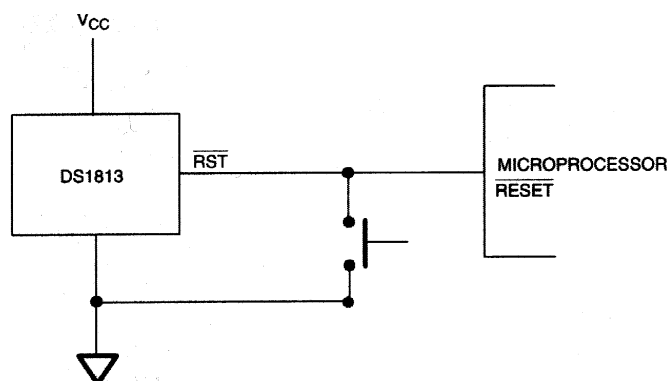 VCC
DS1813
RST
MICROPROCESSOR
RESET